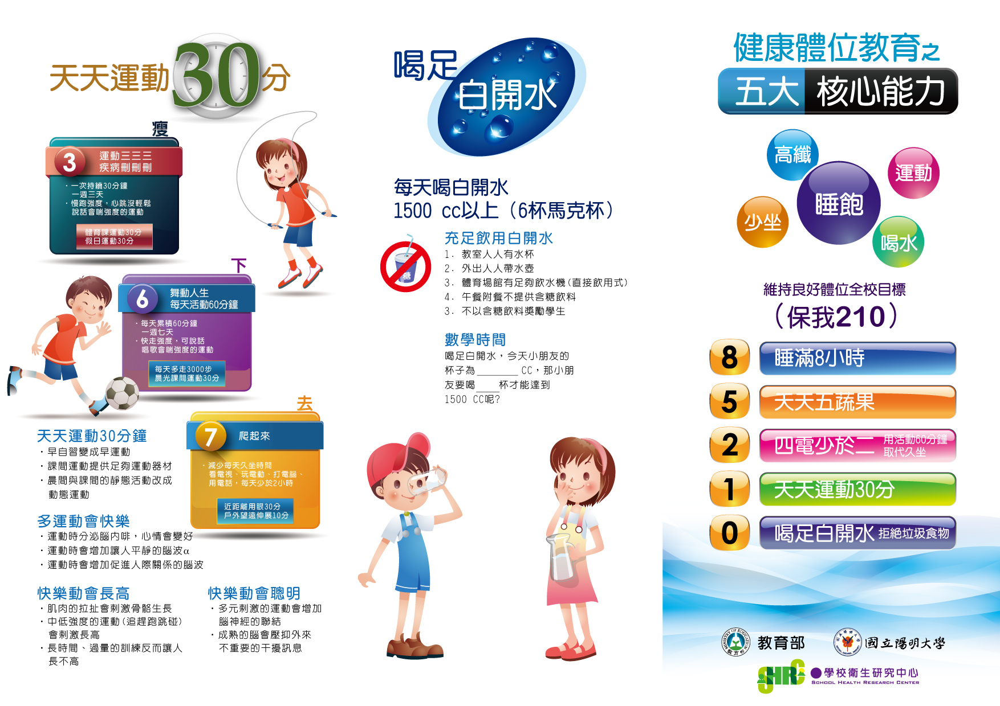 天天運動30分
瘦
3
運動三三三
疾病刪刪刪
·一次持續30分鐘
一週三天
·慢跑強度，心跳沒輕鬆
說話會喘強度的運動
體育課運動30分
假日運動30分
下
6
舞動人生
每天活動60分鐘
·每天累積60分鐘
一週七天
·快走強度，可說話
唱歌會喘強度的運動
每天多走3000步
晨光課間運動30分
去
7
爬起來
·減少每天久坐時間
看電視、玩電動、打電腦、
用電話，每天少於2小時
近距離用眼30分
戶外望遠伸展10分
天天運動30分鐘
·早自習變成早運動
·課間運動提供足夠運動器材
·晨間與課間的靜態活動改成
動態運動
多運動會快樂
·運動時分泌腦内啡，心情會變好
·運動時會增加讓人平靜的腦波α
·運動時會增加促進人際關係的腦波
快樂動會長高
·肌肉的拉扯會刺激骨骼生長
·中低強度的運動(追趕跑跳碰)
會刺激長高
·長時間、過量的訓練反而讓人
長不高
快樂動會聰明
·多元刺激的運動會增加
腦神經的聯結
·成熟的腦會壓抑外來
不重要的干擾訊息
喝足
白開水
每天喝白開水
1500 cc以上（6杯馬克杯）
糖
充足飲用白開水
1. 教室人人有水杯
2. 外出人人帶水壺
3. 體育場館有足夠飲水機(直接飲用式)
4. 午餐附餐不提供含糖飲料
3. 不以含糖飲料獎勵學生
數學時間
喝足白開水，今天小朋友的
杯子為________ CC，那小朋
友要喝____杯才能達到
1500 CC呢?
健康體位教育之
五大 核心能力
高纖
運動
睡飽
少坐
喝水
維持良好體位全校目標
（保我210）
8 睡滿8小時
5 天天五蔬果
2 四電少於二 用活動60分鐘
取代久坐
1 天天運動30分
0 喝足白開水 拒絕垃圾食物
MINISTRY OF EDUCATION
教育部
教育部
國立陽明大學
SHRC
學校衛生研究中心
SCHOOL HEALTH RESEARCH CENTER